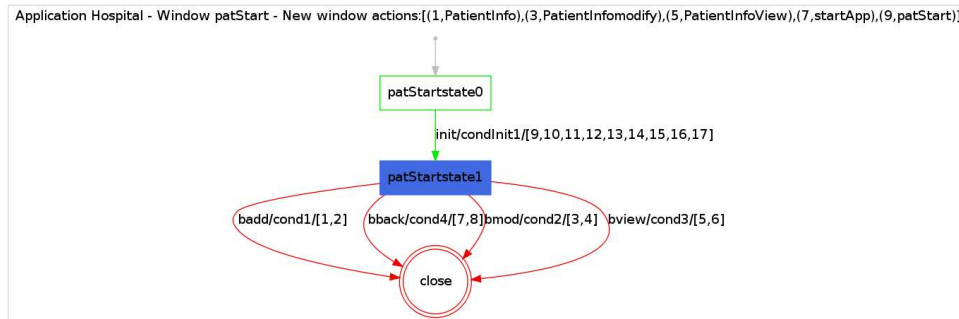 Application Hospital - Window patStart - New window actions:[(1,PatientInfo),(3,PatientInfomodify),(5,PatientInfoView),(7,startApp),(9,patStart)]
patStartstate0
init/condInit1/[9,10,11,12,13,14,15,16,17]
patStartstate1
badd/cond1/[1,2] bback/cond4/[7,8] bmod/cond2/[3,4] bview/cond3/[5,6]
close